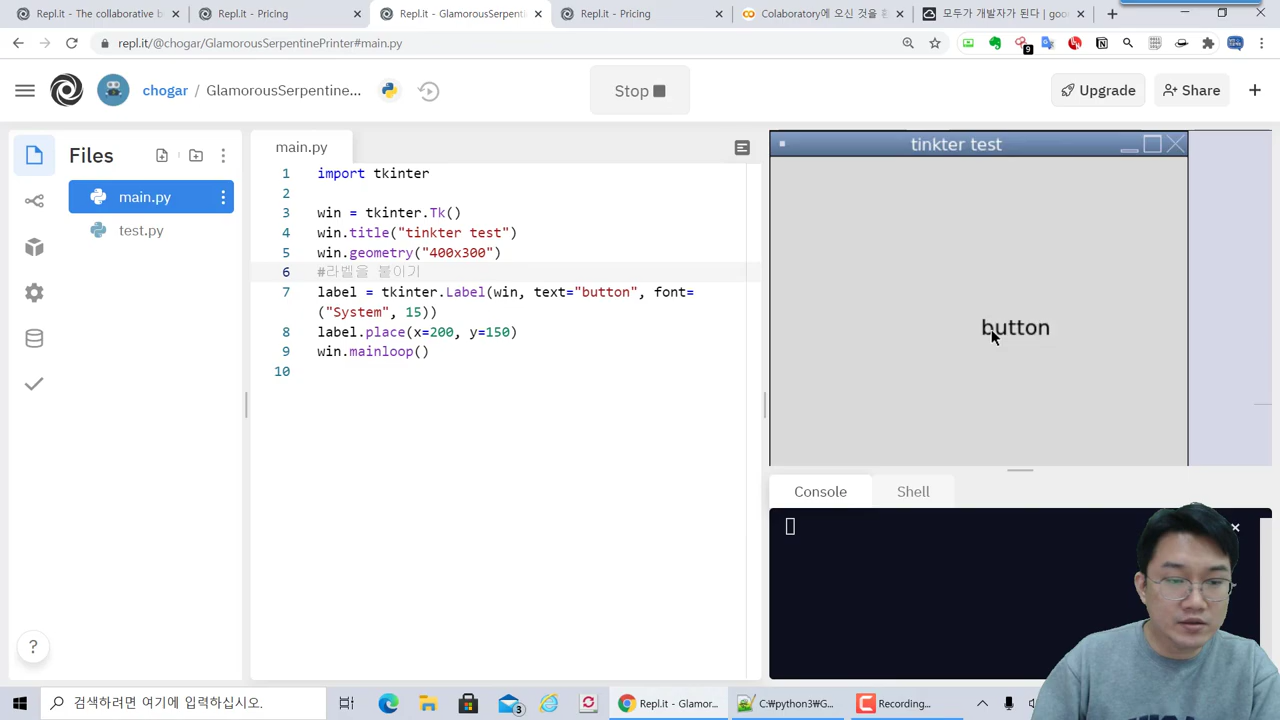 Repl.it - The collaborative b
Repl.it - Pricing
Repl.it - GlamorousSerpentin
Repl.it - Pricing
Colaboratory에 오신 것을 환
모두가 개발자가 된다 | goo
repl.it/@chogar/GlamorousSerpentinePrinter#main.py
9
chogar / GlamorousSerpentine...
Stop
Upgrade
Share
Files
main.py
test.py
main.py
1 import tkinter
2
3 win = tkinter.Tk()
4 win.title("tinkter test")
5 win.geometry("400x300")
6 #라벨을 붙이기
7 label = tkinter.Label(win, text="button", font=
("System", 15))
8 label.place(x=200, y=150)
9 win.mainloop()
10
tinkter test
button
Console
Shell
?
검색하려면 여기에 입력하십시오.
3
Repl.it - Glamor...
C:₩python3₩G...
Recording...